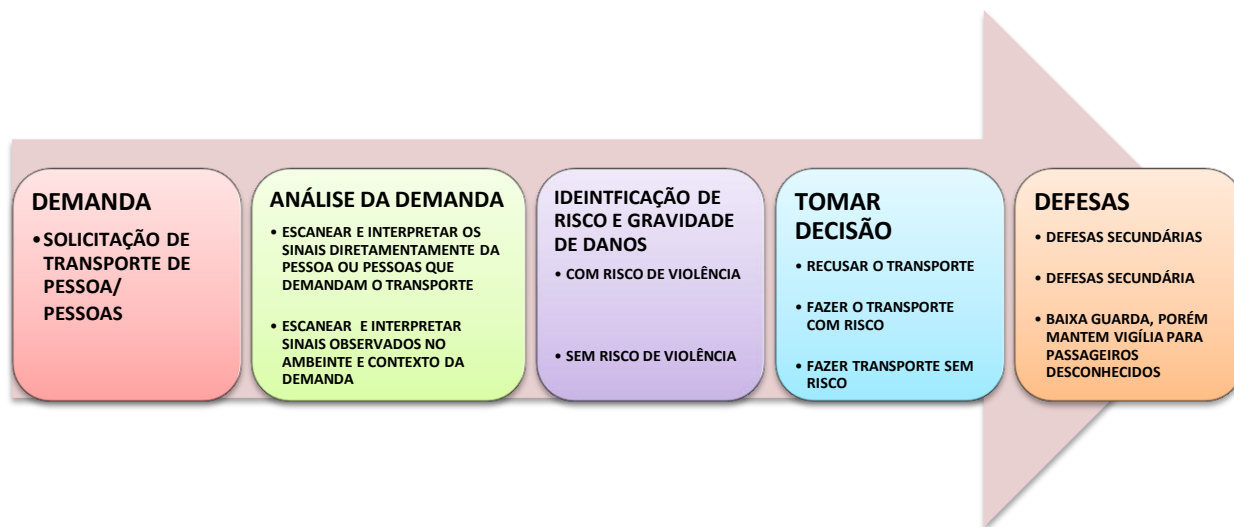 DEMANDA
•SOLICITAÇÃO DE
TRANSPORTE DE
PESSOA/
PESSOAS
ANÁLISE DA DEMANDA
• ESCANEAR E INTERPRETAR OS
SINAIS DIRETAMENTAMENTE DA
PESSOA OU PESSOAS QUE
DEMANDAM O TRANSPORTE
• ESCANEAR E INTERPRETAR
SINAIS OBSERVADOS NO
AMBEINTE E CONTEXTO DA
DEMANDA
IDEINTFICAÇÃO DE
RISCO E GRAVIDADE
DE DANOS
• COM RISCO DE VIOLÊNCIA
• SEM RISCO DE VIOLÊNCIA
TOMAR
DECISÃO
• RECUSAR O TRANSPORTE
• FAZER O TRANSPORTE
COM RISCO
• FAZER TRANSPORTE SEM
RISCO
DEFESAS
• DEFESAS SECUNDÁRIAS
• DEFESAS SECUNDÁRIA
• BAIXA GUARDA, PORÉM
MANTEM VIGÍLIA PARA
PASSAGEIROS
DESCONHECIDOS